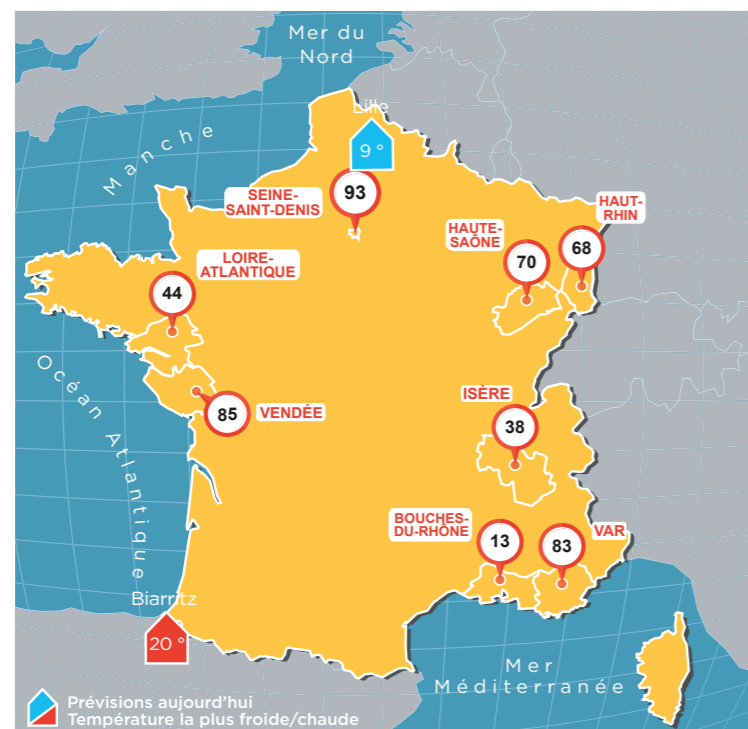 Mer du
Nord
Manche
Lille
9 °
SEINE-
SAINT-DENIS
93
HAUT-
RHIN
68
HAUTE-
SAÔNE
70
LOIRE-
ATLANTIQUE
44
85
VENDÉE
Océan Atlantique
ISÈRE
38
BOUCHES-
DU-RHÔNE
13
VAR
83
Biarritz
20 °
Mer
Méditerranée
Prévisions aujourd'hui
Température la plus froide/chaude